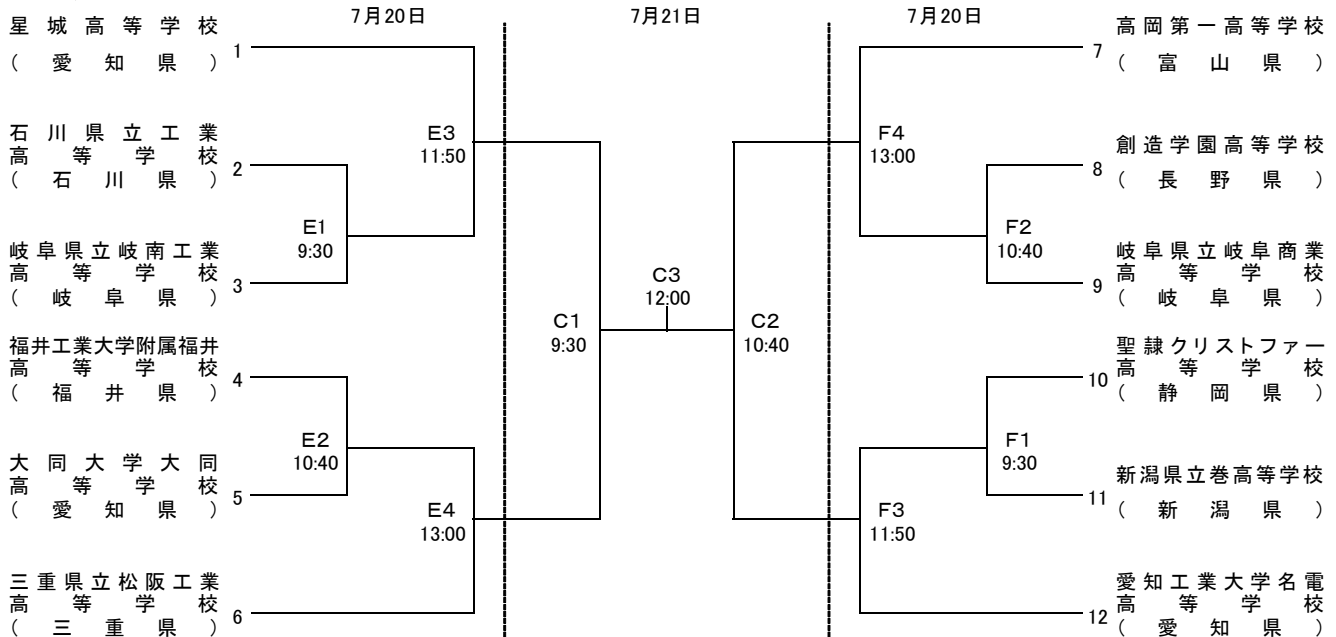 7月20日
7月21日
7月20日
星城高等学校
(愛知県)
1
石川県立工業
高等学校
(石川県)
2
岐阜県立岐南工業
高等学校
(岐阜県)
3
福井工業大学附属福井
高等学校
(福井県)
4
大同大学大同
高等学校
(愛知県)
5
三重県立松阪工業
高等学校
(三重県)
6
E3
11:50
E1
9:30
E2
10:40
E4
13:00
C1
9:30
C3
12:00
C2
10:40
F4
13:00
F2
10:40
F1
9:30
F3
11:50
7
高岡第一高等学校
(富山県)
8
創造学園高等学校
(長野県)
9
岐阜県立岐阜商業
高等学校
(岐阜県)
10
聖隷クリストファー
高等学校
(静岡県)
11
新潟県立巻高等学校
(新潟県)
12
愛知工業大学名電
高等学校
(愛知県)